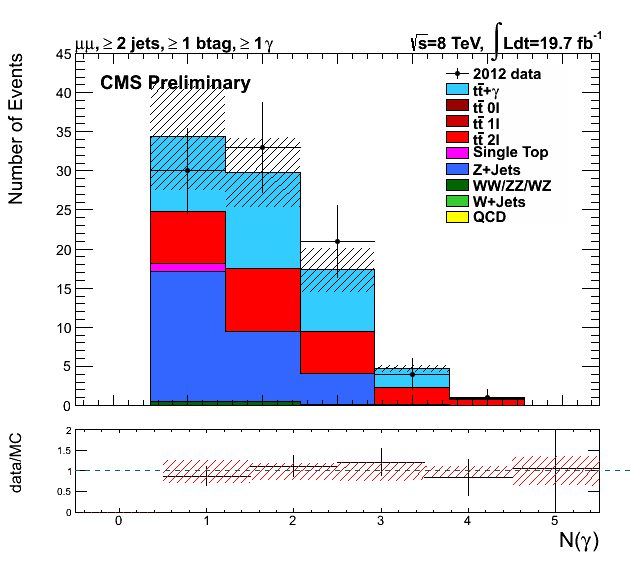 μμ, ≥ 2 jets, ≥ 1 btag, ≥ 1 γ
√s=8 TeV, ∫Ldt=19.7 fb⁻¹
CMS Preliminary
Number of Events
45
40
35
30
25
20
15
10
5
0
2012 data
tt̄+γ
tt̄ 0l
tt̄ 1l
tt̄ 2l
Single Top
Z+Jets
WW/ZZ/WZ
W+Jets
QCD
data/MC
2
1.5
1
0.5
0
0 1 2 3 4 5
N(γ)